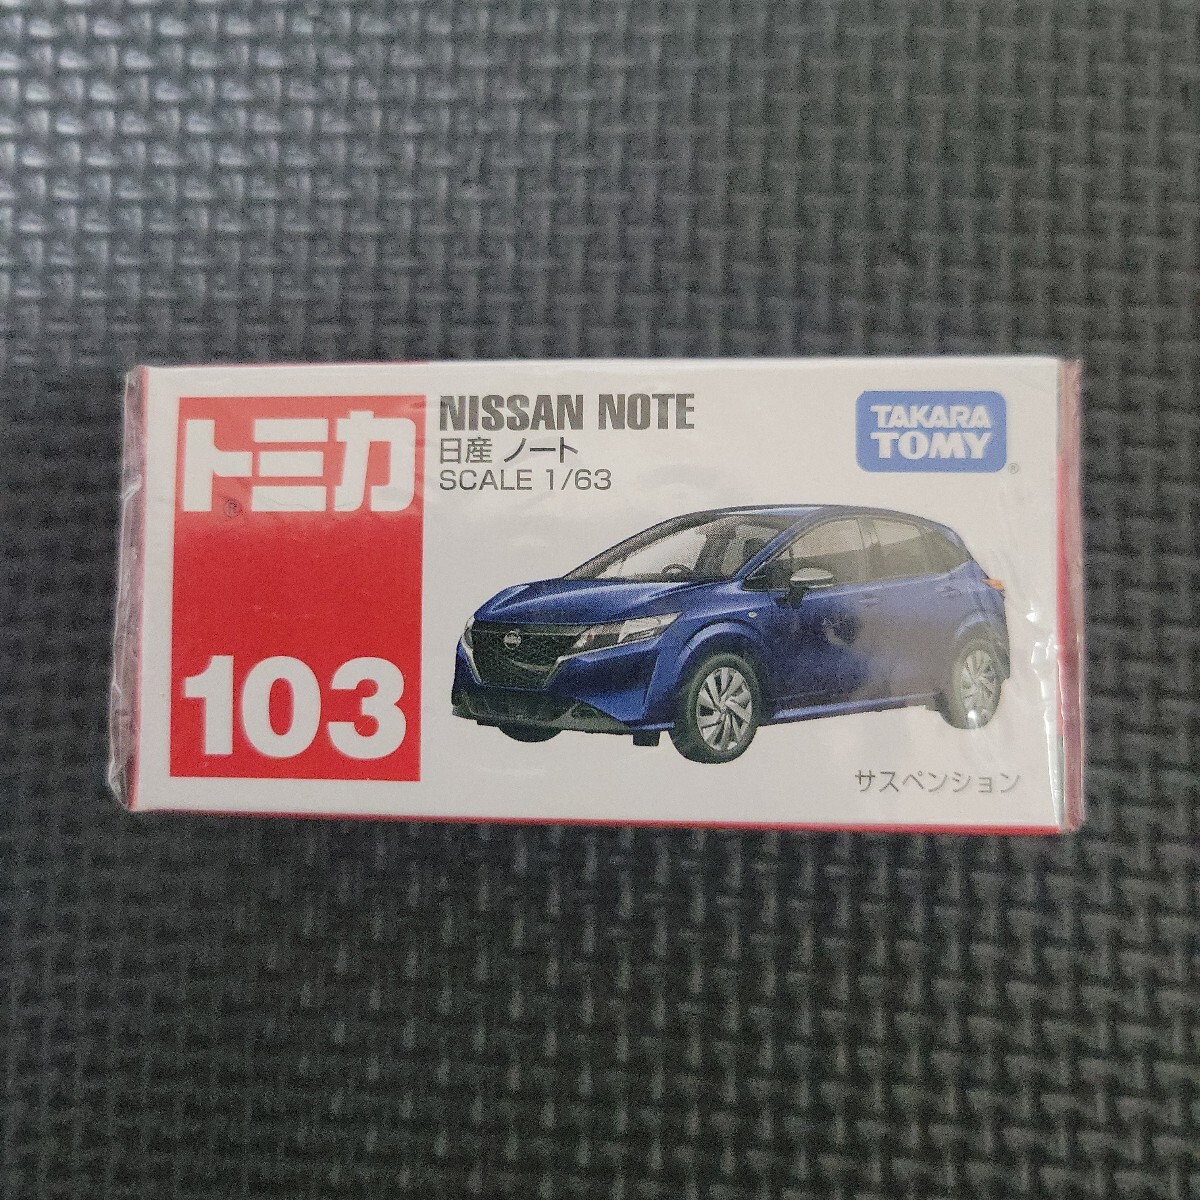 トミカ
®
103
NISSAN NOTE
日産 ノート
SCALE 1/63
TAKARA
TOMY
®
サスペンション